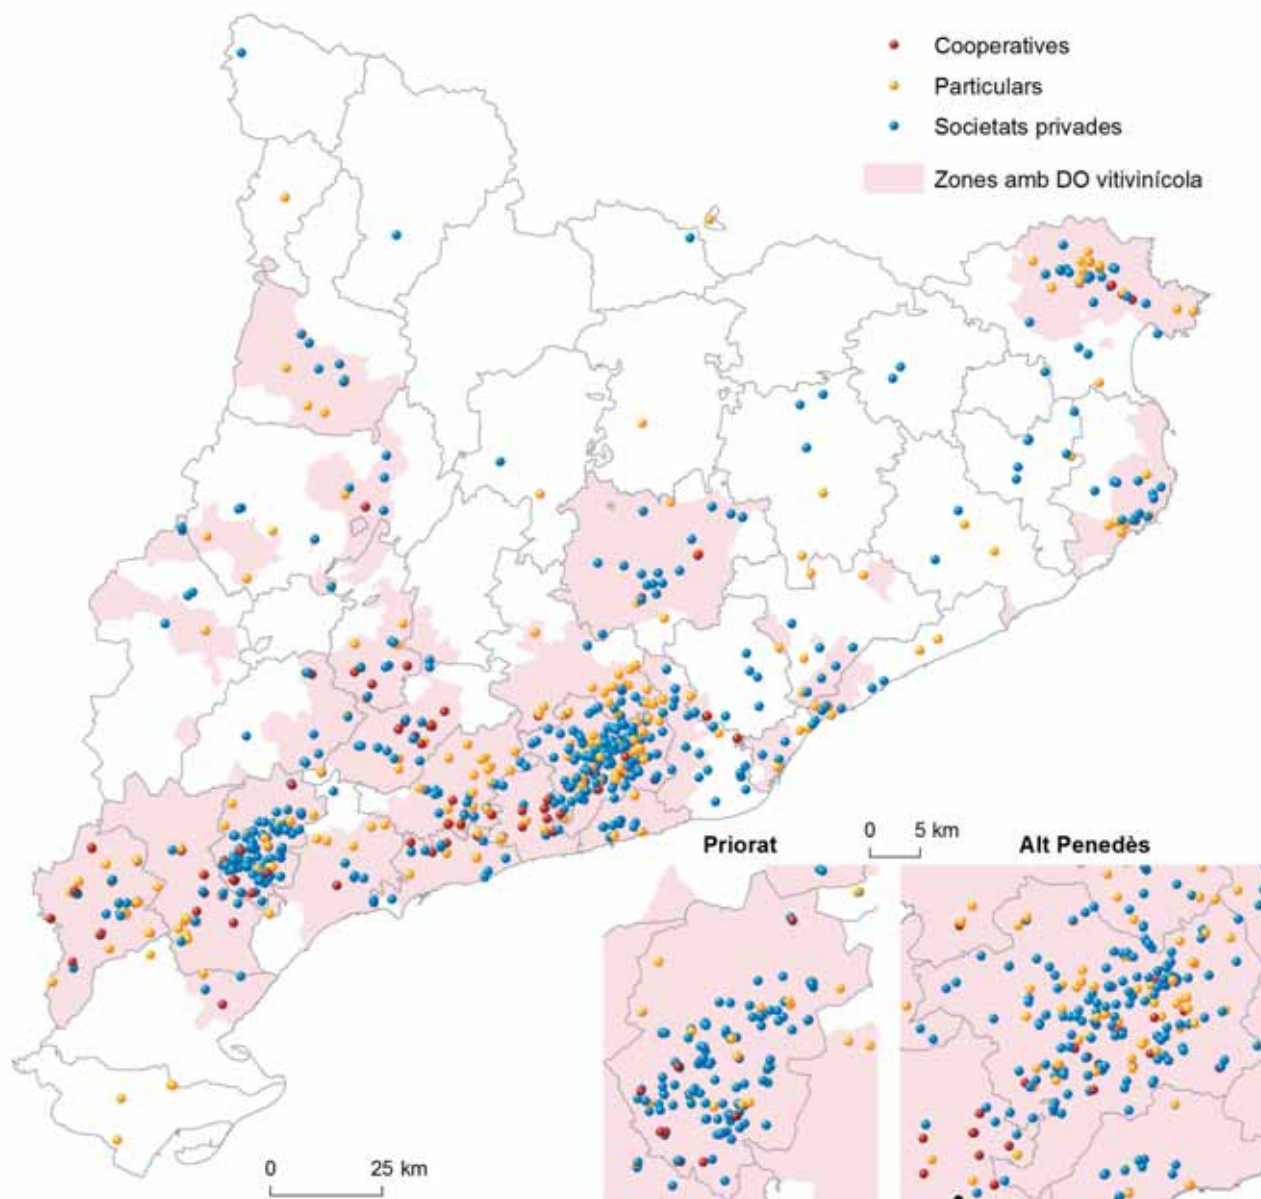 Cooperatives
Particulars
Societats privades
Zones amb DO vitivinícola
Priorat
0 5 km
Alt Penedès
0 25 km